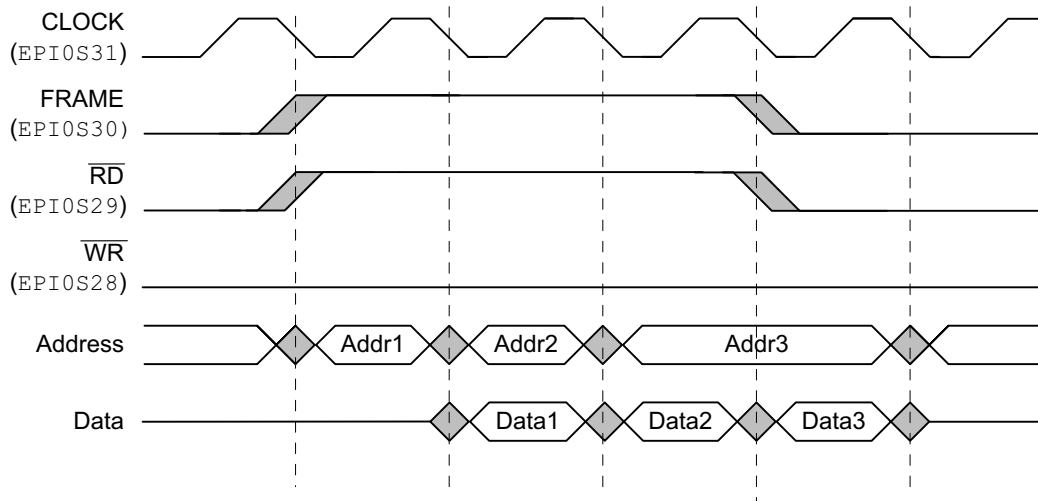 CLOCK
(EPI0S31)
FRAME
(EPI0S30)
RD
(EPI0S29)
WR
(EPI0S28)
Address Addr1 Addr2 Addr3
Data Data1 Data2 Data3